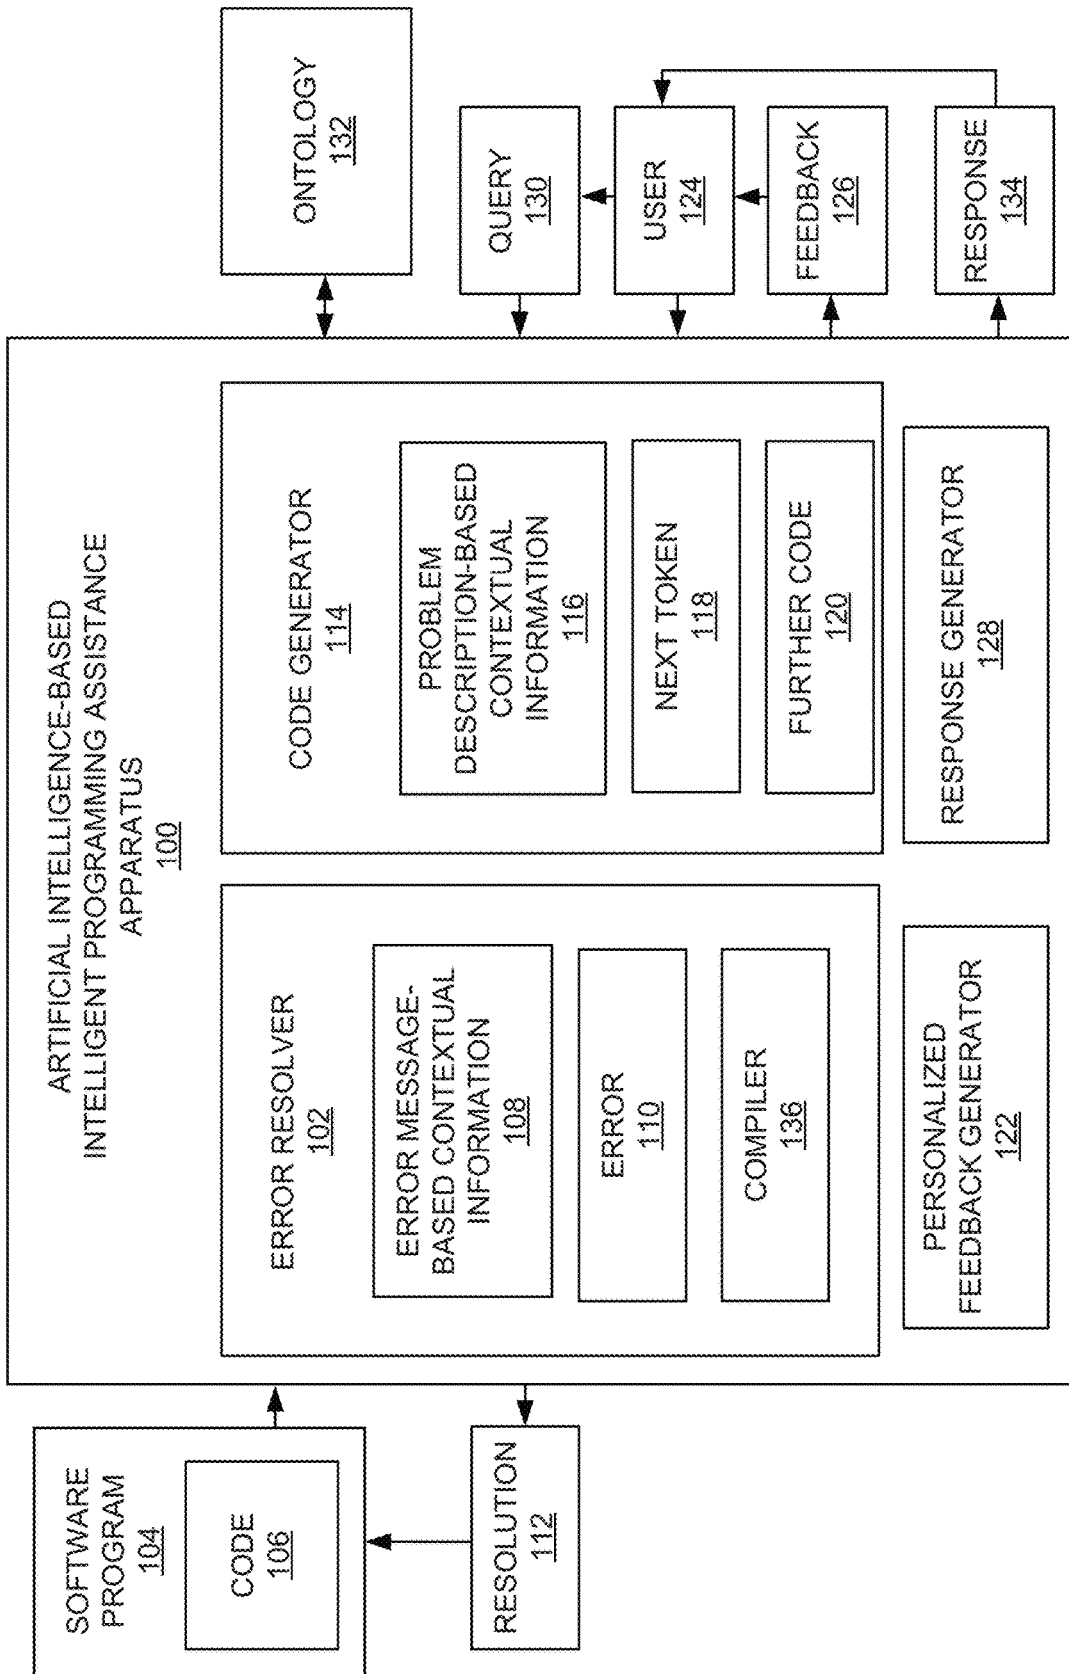 ARTIFICIAL INTELLIGENCE-BASED
INTELLIGENT PROGRAMMING ASSISTANCE
APPARATUS
100
SOFTWARE
PROGRAM
104
CODE
106
RESOLUTION
112
ERROR RESOLVER
102
ERROR MESSAGE-
BASED CONTEXTUAL
INFORMATION
108
ERROR
110
COMPILER
136
PERSONALIZED
FEEDBACK GENERATOR
122
CODE GENERATOR
114
PROBLEM
DESCRIPTION-BASED
CONTEXTUAL
INFORMATION
116
NEXT TOKEN
118
FURTHER CODE
120
RESPONSE GENERATOR
128
ONTOLOGY
132
QUERY
130
USER
124
FEEDBACK
126
RESPONSE
134